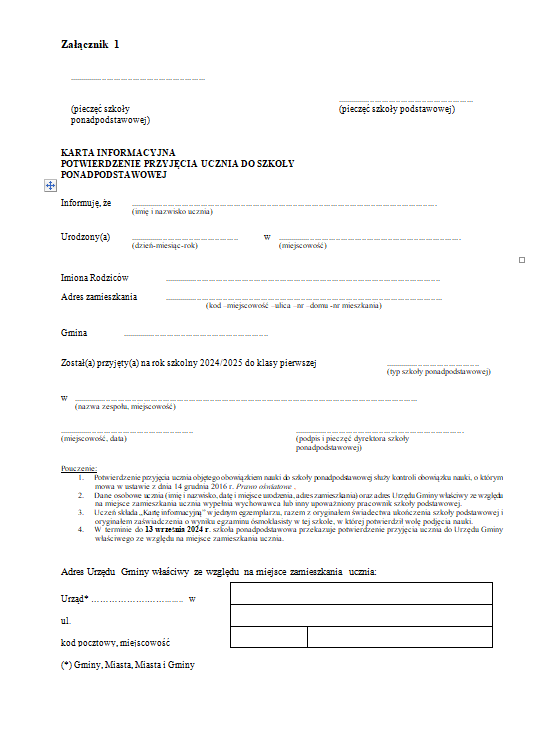 Załącznik 1
(pieczęć szkoły
ponadpodstawowej)
(pieczęć szkoły podstawowej)
KARTA INFORMACYJNA
POTWIERDZENIE PRZYJĘCIA UCZNIA DO SZKOŁY
PONADPODSTAWOWEJ
Informuję, że
(imię i nazwisko ucznia)
Urodzony(a) w
(dzień-miesiąc-rok) (miejscowość)
Imiona Rodziców
Adres zamieszkania
(kod –miejscowość –ulica –nr –domu -nr mieszkania)
Gmina
Został(a) przyjęty(a) na rok szkolny 2024/2025 do klasy pierwszej
(typ szkoły ponadpodstawowej)
w
(nazwa zespołu, miejscowość)
(miejscowość, data)
(podpis i pieczęć dyrektora szkoły
ponadpodstawowej)
Pouczenie:
1. Potwierdzenie przyjęcia ucznia objętego obowiązkiem nauki do szkoły ponadpodstawowej służy kontroli obowiązku nauki, o którym
mowa w ustawie z dnia 14 grudnia 2016 r. Prawo oświatowe .
2. Dane osobowe ucznia (imię i nazwisko, datę i miejsce urodzenia, adres zamieszkania) oraz adres Urzędu Gminy właściwy ze względu
na miejsce zamieszkania ucznia wypełnia wychowawca lub inny upoważniony pracownik szkoły podstawowej.
3. Uczeń składa „Kartę informacyjną” w jednym egzemplarzu, razem z oryginałem świadectwa ukończenia szkoły podstawowej i
oryginałem zaświadczenia o wyniku egzaminu ósmoklasisty w tej szkole, w której potwierdził wolę podjęcia nauki.
4. W terminie do 13 września 2024 r. szkoła ponadpodstawowa przekazuje potwierdzenie przyjęcia ucznia do Urzędu Gminy
właściwego ze względu na miejsce zamieszkania ucznia.
Adres Urzędu Gminy właściwy ze względu na miejsce zamieszkania ucznia:
Urząd* ................................. w
ul.
kod pocztowy, miejscowość
(*) Gminy, Miasta, Miasta i Gminy